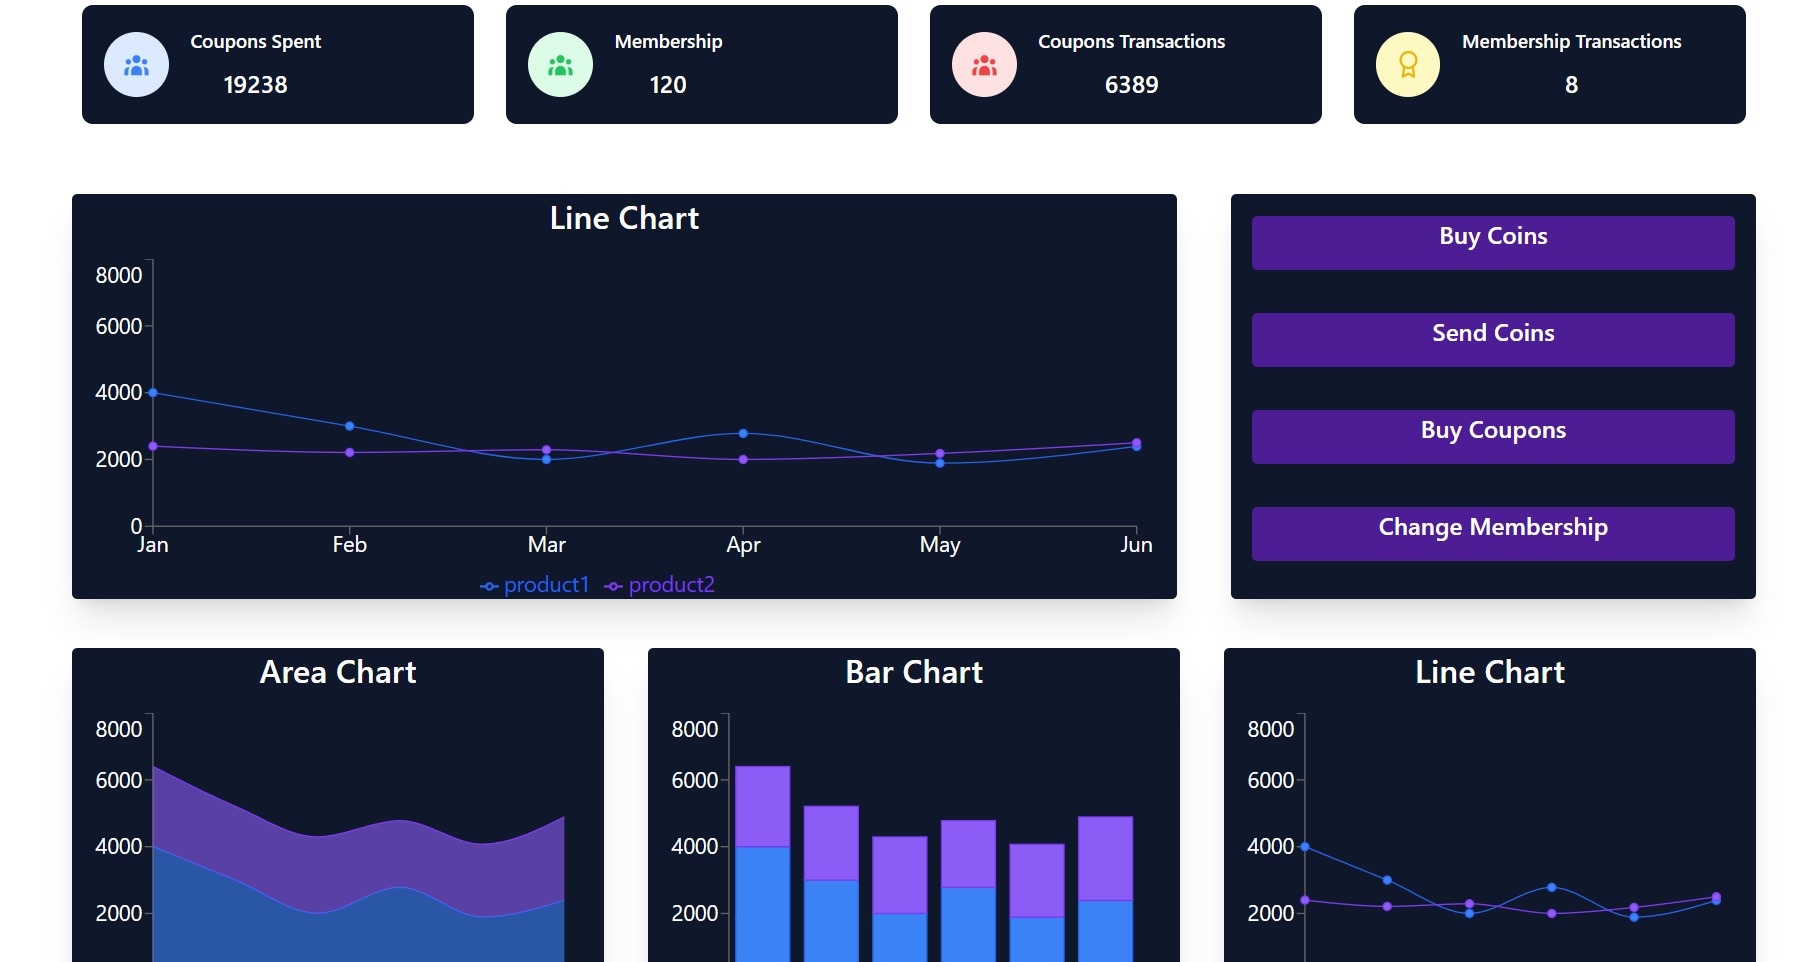 Coupons Spent
19238
Membership
120
Coupons Transactions
6389
Membership Transactions
8
Line Chart
8000
6000
4000
2000
0
Jan Feb Mar Apr May Jun
product1 product2
Buy Coins
Send Coins
Buy Coupons
Change Membership
Area Chart
8000
6000
4000
2000
Bar Chart
8000
6000
4000
2000
Line Chart
8000
6000
4000
2000